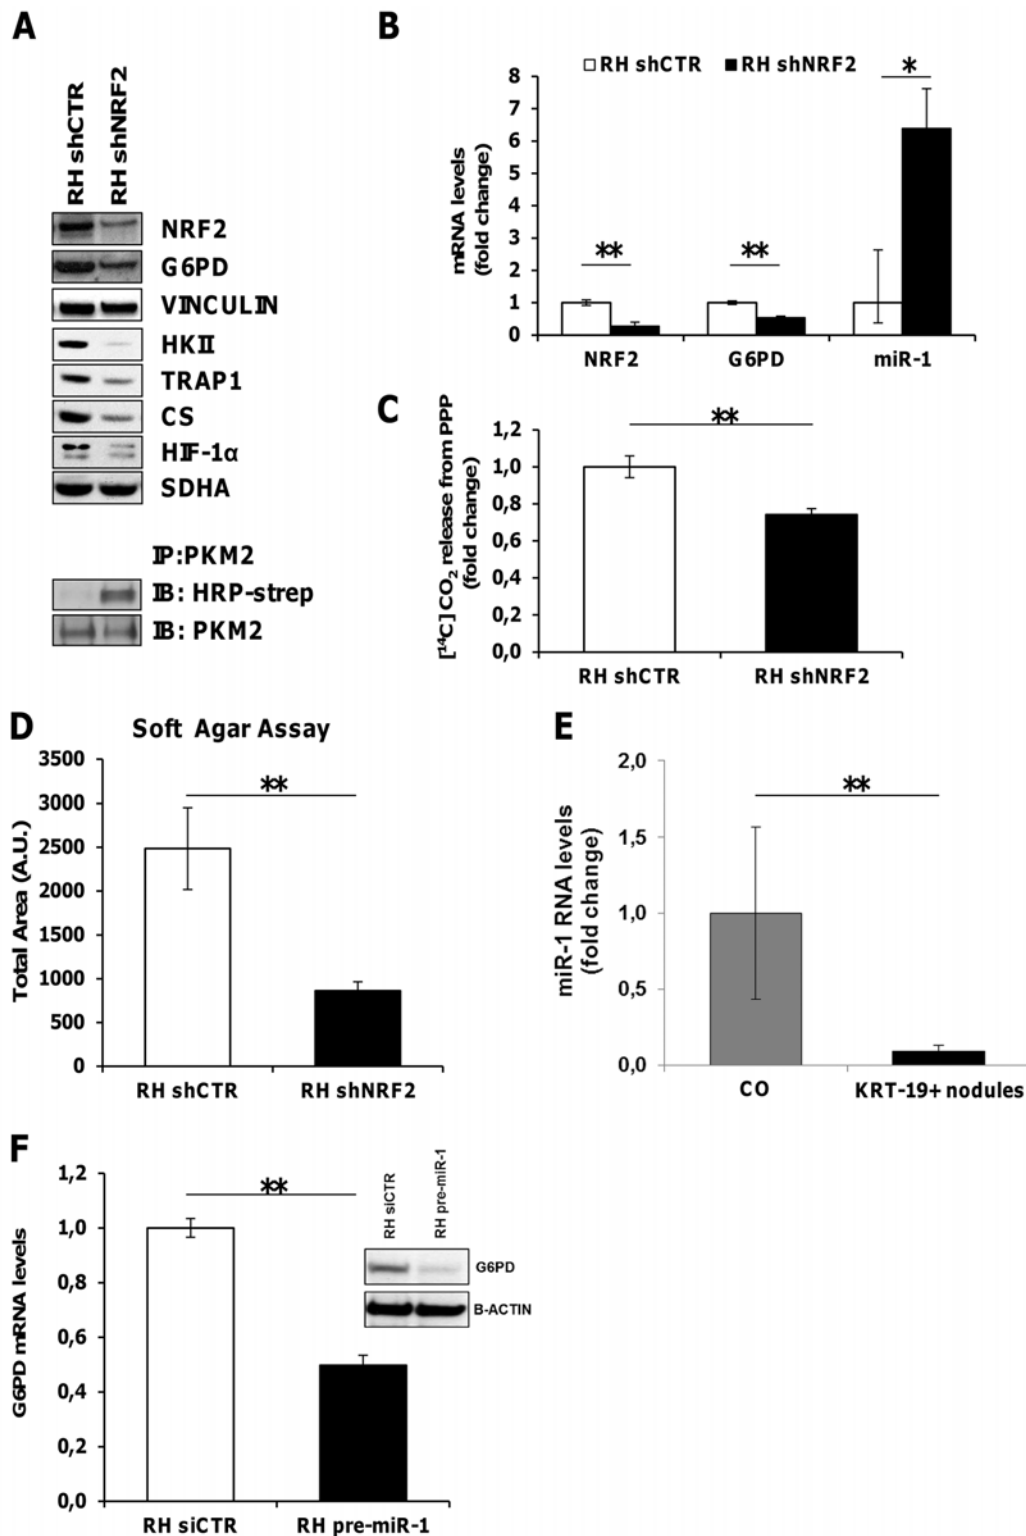 A
RH shCTR
RH shNRF2
NRF2
G6PD
VINCULIN
HKII
TRAP1
CS
HIF-1α
SDHA
IP:PKM2
IB: HRP-strep
IB: PKM2
B
RH shCTR RH shNRF2
mRNA levels
(fold change)
8
7
6
5
4
3
2
1
0
** ** *
NRF2 G6PD miR-1
C
[¹⁴C] CO₂ release from PPP
(fold change)
1,2
1,0
0,8
0,6
0,4
0,2
0,0
**
RH shCTR RH shNRF2
D
Soft Agar Assay
Total Area (A.U.)
3500
3000
2500
2000
1500
1000
500
0
**
RH shCTR RH shNRF2
E
miR-1 RNA levels
(fold change)
2,0
1,5
1,0
0,5
0,0
**
CO KRT-19+ nodules
F
G6PD mRNA levels
1,2
1,0
0,8
0,6
0,4
0,2
0,0
**
RH siCTR
RH pre-miR-1
G6PD
B-ACTIN
RH siCTR RH pre-miR-1